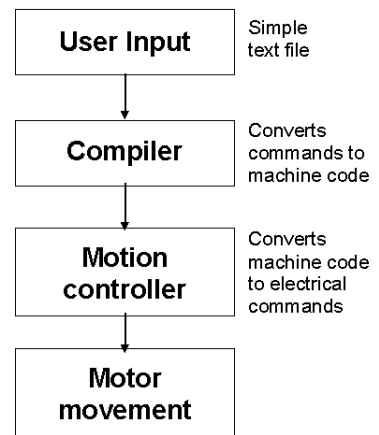 User Input
Simple
text file
Compiler
Converts
commands to
machine code
Motion
controller
Converts
machine code
to electrical
commands
Motor
movement